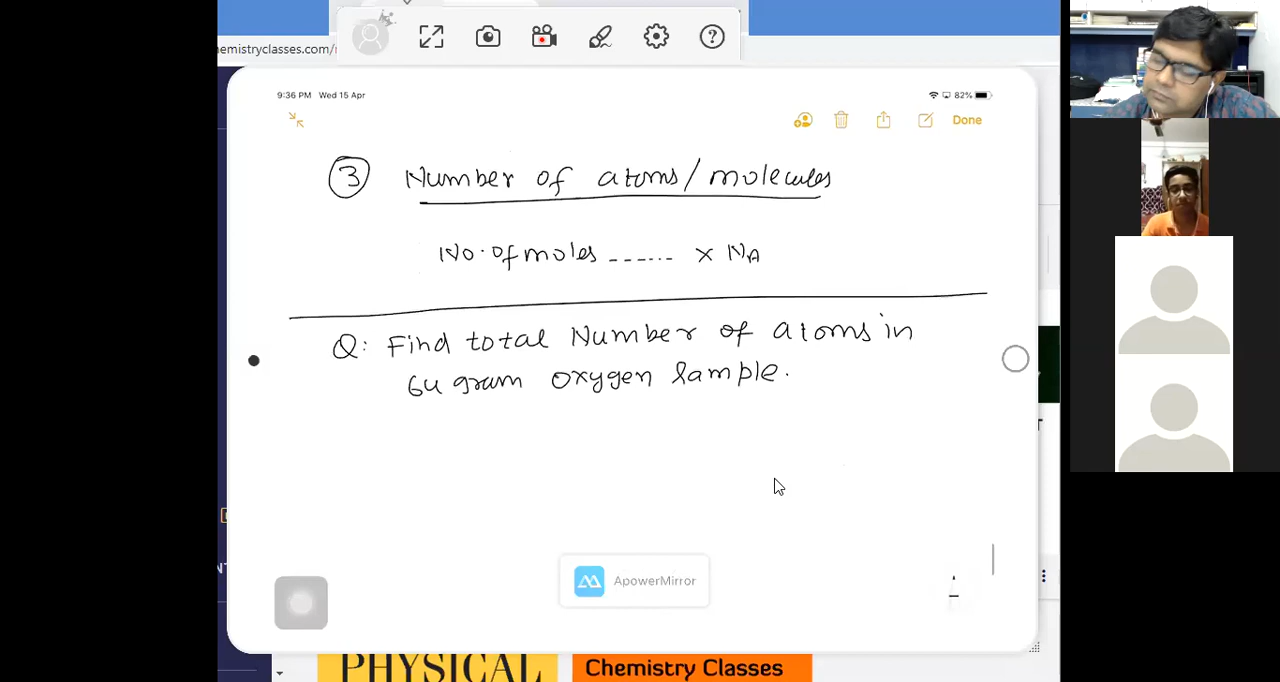 hemistryclasses.com/
9:36 PM Wed 15 Apr
82%
Done
3 Number of atoms/molecules
No. of moles ------ x NA
Q: Find total Number of atoms in
64 gram oxygen sample.
ApowerMirror
PHYSICAL
Chemistry Classes